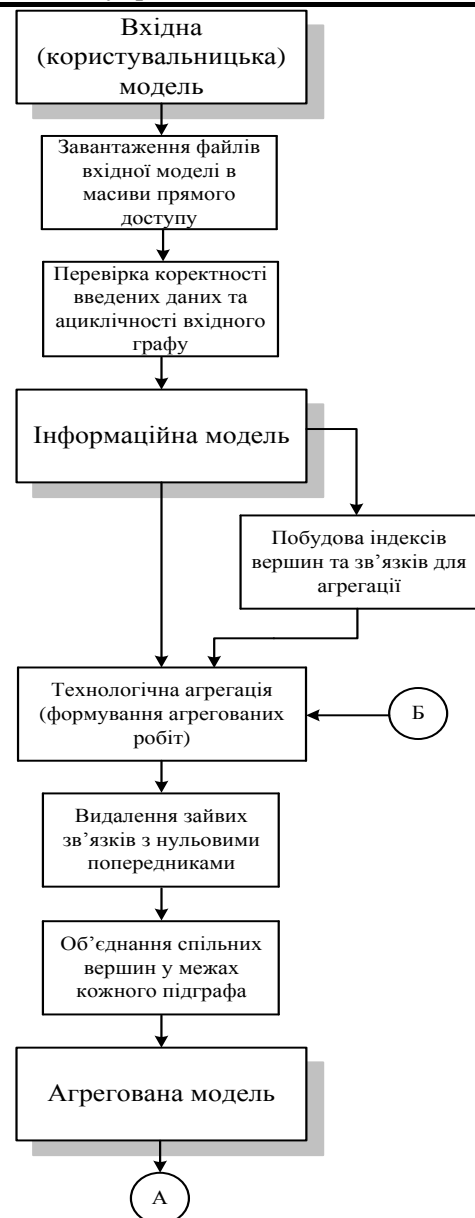 Вхідна
(користувальницька)
модель
Завантаження файлів
вхідної моделі в
масиви прямого
доступу
Перевірка коректності
введених даних та
ациклічності вхідного
графу
Інформаційна модель
Побудова індексів
вершин та зв’язків для
агрегації
Технологічна агрегація
(формування агрегованих
робіт)
Б
Видалення зайвих
зв’язків з нульовими
попередниками
Об’єднання спільних
вершин у межах
кожного підграфа
Агрегована модель
А